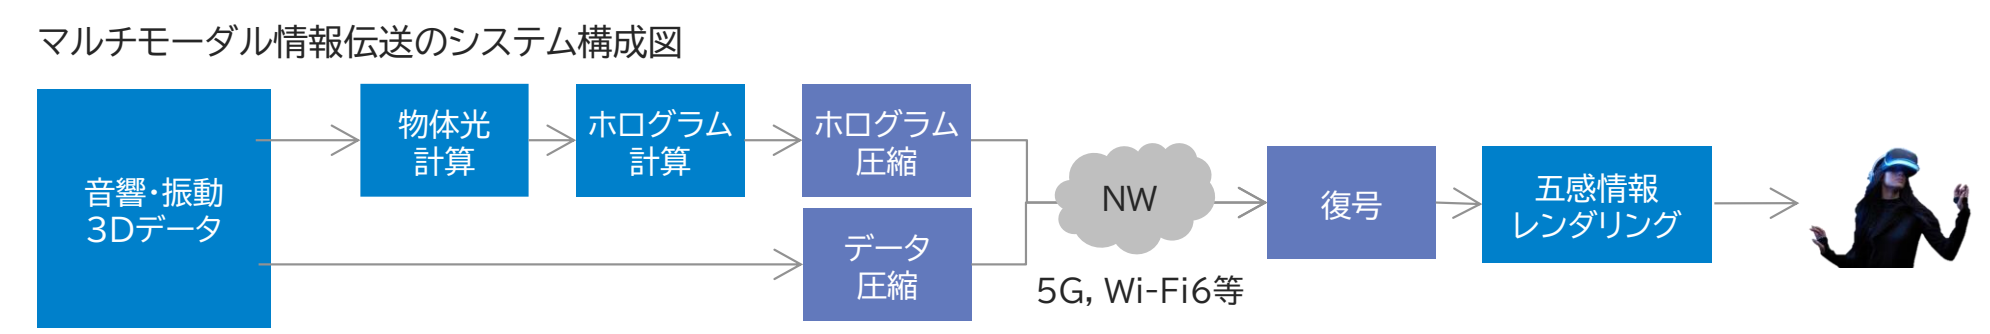 マルチモーダル情報伝送のシステム構成図
音響・振動
3Dデータ
物体光
計算
ホログラム
計算
ホログラム
圧縮
データ
圧縮
NW
5G, Wi-Fi6等
復号
五感情報
レンダリング